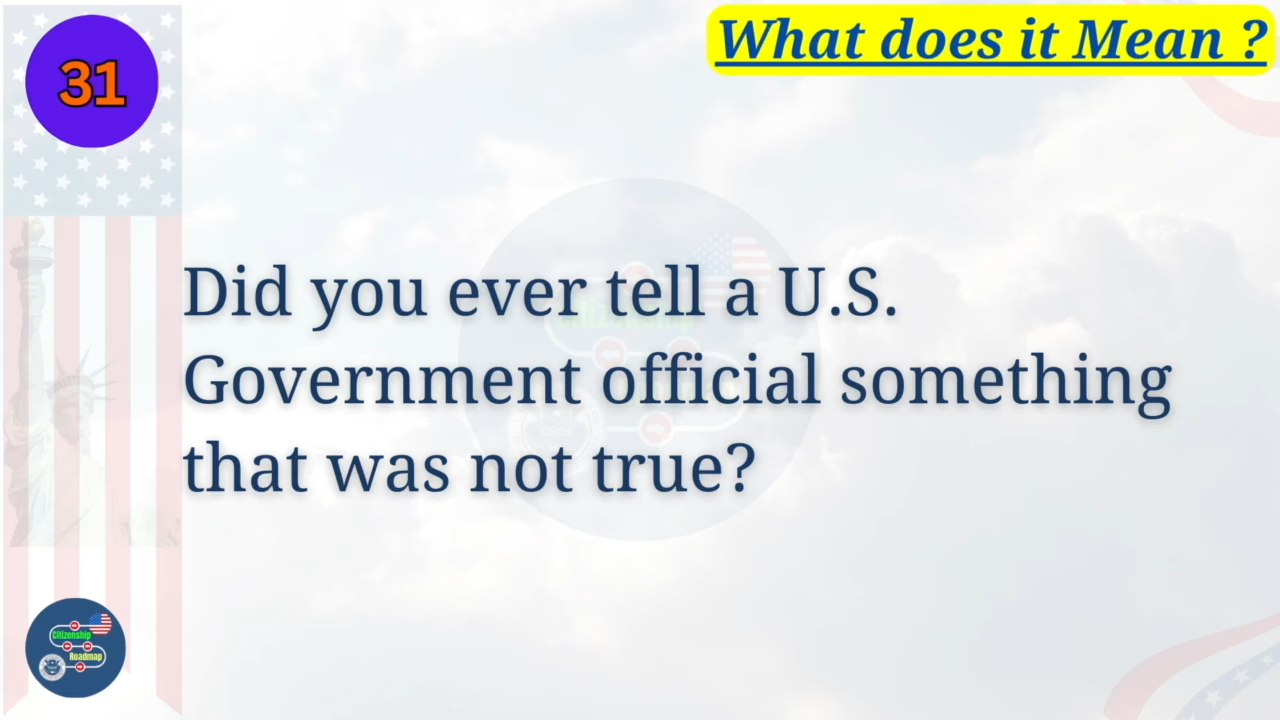 31
What does it Mean ?
Did you ever tell a U.S.
Government official something
that was not true?
Citizenship
Roadmap